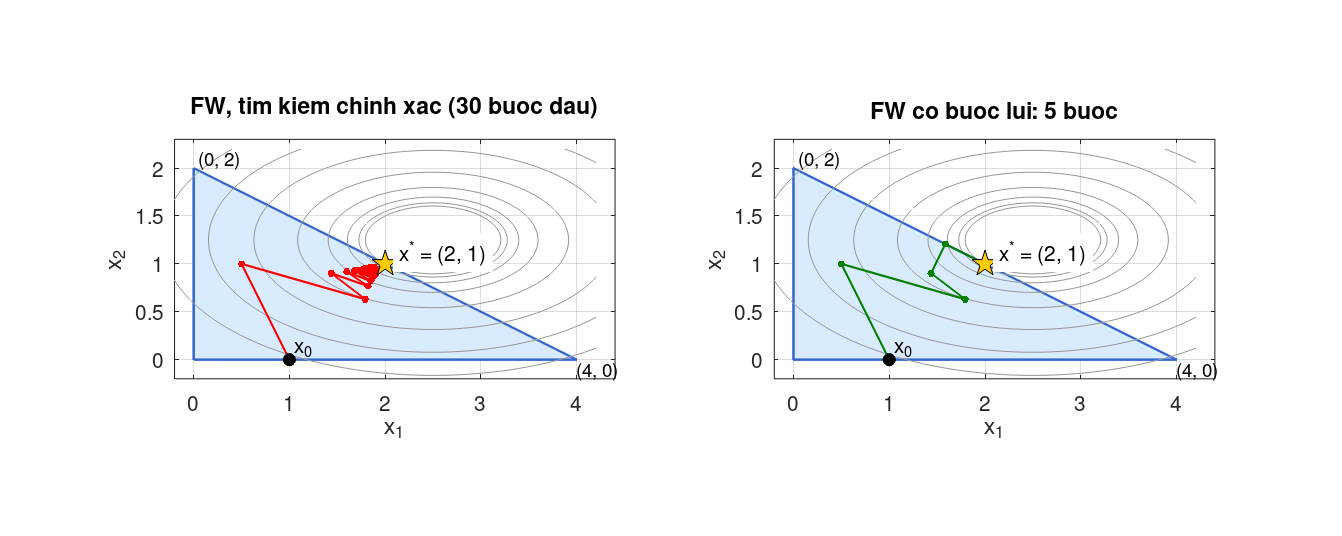 FW, tim kiem chinh xac (30 buoc dau)
(0, 2)
x* = (2, 1)
x0
(4, 0)
2
1.5
1
0.5
0
x2
0 1 2 3 4
x1
FW co buoc lui: 5 buoc
(0, 2)
x* = (2, 1)
x0
(4, 0)
2
1.5
1
0.5
0
x2
0 1 2 3 4
x1